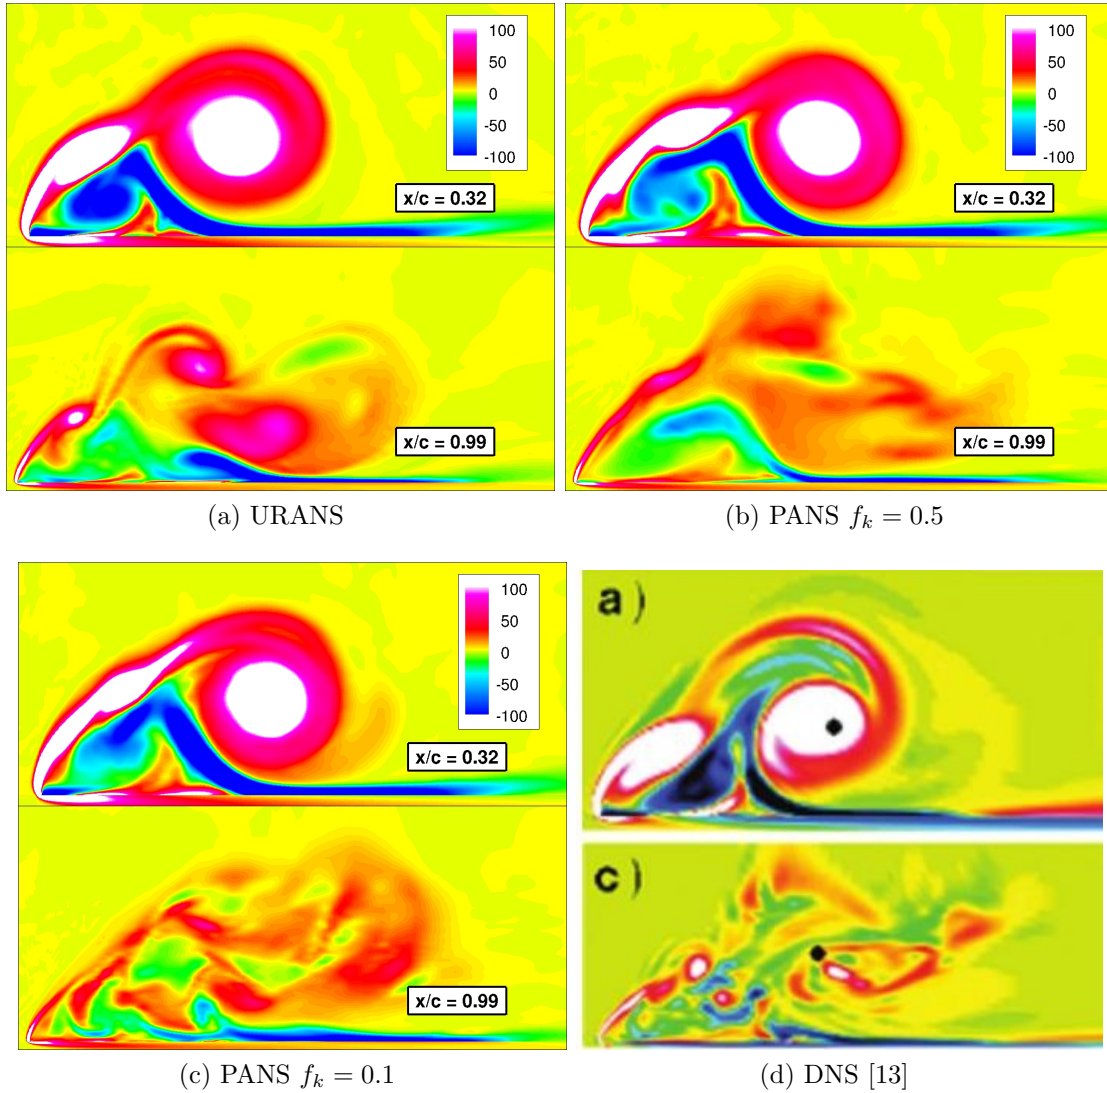 100
50
0
-50
-100
x/c = 0.32
x/c = 0.99
(a) URANS
100
50
0
-50
-100
x/c = 0.32
x/c = 0.99
(b) PANS $f_k = 0.5$
100
50
0
-50
-100
x/c = 0.32
x/c = 0.99
(c) PANS $f_k = 0.1$
a)
c)
(d) DNS [13]